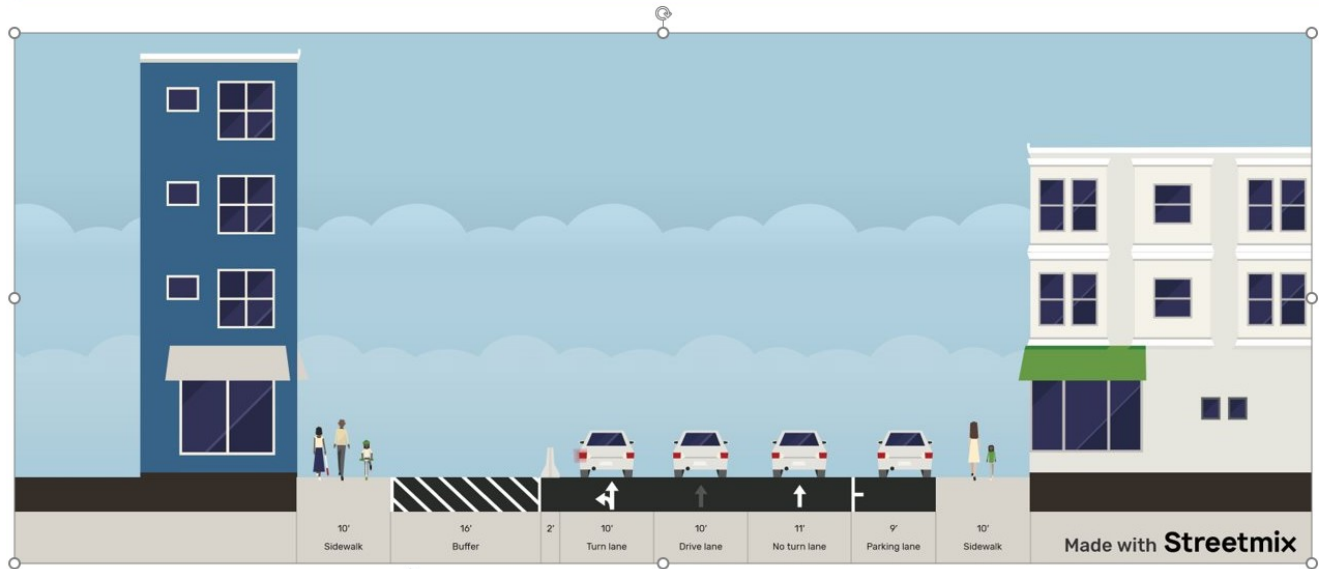 10'
Sidewalk
16'
Buffer
2'
10'
Turn lane
10'
Drive lane
11'
No turn lane
9'
Parking lane
10'
Sidewalk
Made with Streetmix